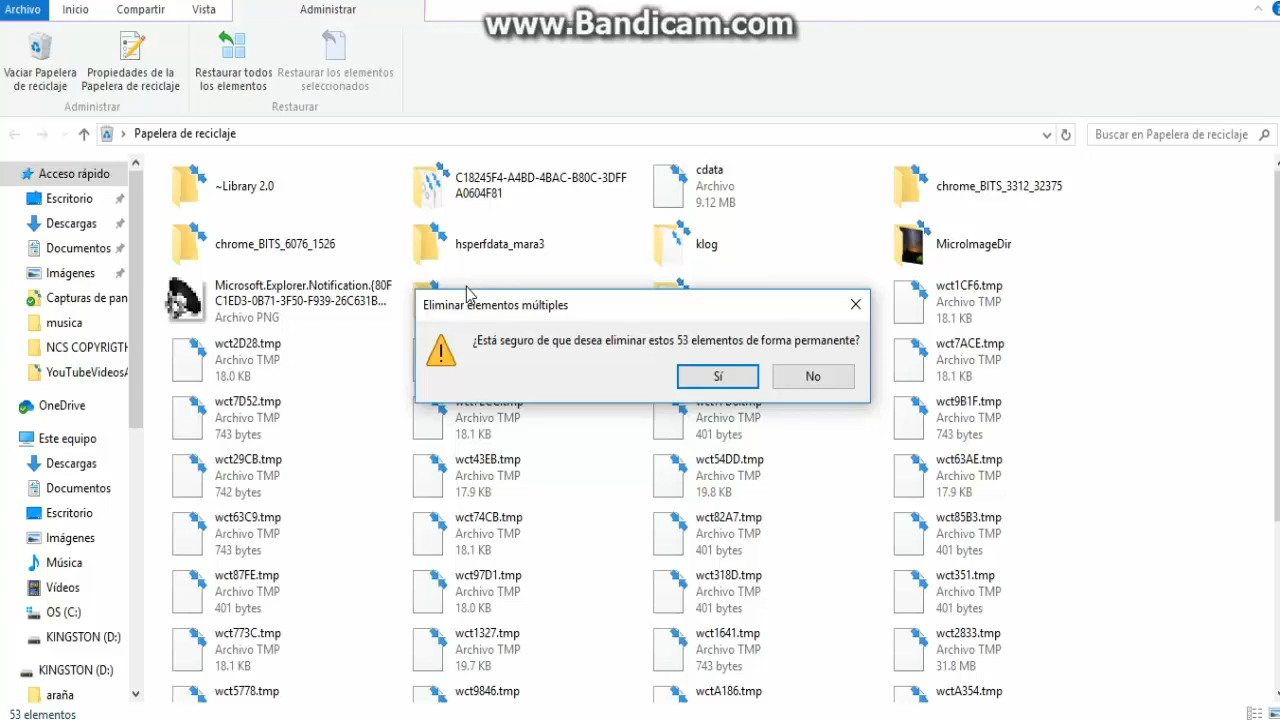 Archivo
Inicio
Compartir
Vista
Administrar
www.Bandicam.com
Vaciar Papelera
de reciclaje
Propiedades de la
Papelera de reciclaje
Restaurar todos
los elementos
Restaurar los elementos
seleccionados
Administrar
Restaurar
Papelera de reciclaje
Buscar en Papelera de reciclaje
Acceso rápido
Escritorio
Descargas
Documentos
Imágenes
Capturas de pan
musica
NCS COPYRIGTH
YouTubeVideosA
OneDrive
Este equipo
Descargas
Documentos
Escritorio
Imágenes
Música
Vídeos
OS (C:)
KINGSTON (D:)
KINGSTON (D:)
araña
~Library 2.0
C18245F4-A4BD-4BAC-B80C-3DFF
A0604F81
cdata
Archivo
9.12 MB
chrome_BITS_3312_32375
chrome_BITS_6076_1526
hsperfdata_mara3
klog
MicroImageDir
Microsoft.Explorer.Notification.{80F
C1ED3-0B71-3F50-F939-26C631B...
Archivo PNG
wct1CF6.tmp
Archivo TMP
18.1 KB
Eliminar elementos múltiples
¿Está seguro de que desea eliminar estos 53 elementos de forma permanente?
Sí
No
wct2D28.tmp
Archivo TMP
18.0 KB
wct7ACE.tmp
Archivo TMP
18.1 KB
wct7D52.tmp
Archivo TMP
743 bytes
Archivo TMP
18.1 KB
Archivo TMP
401 bytes
wct9B1F.tmp
Archivo TMP
743 bytes
wct29CB.tmp
Archivo TMP
742 bytes
wct43EB.tmp
Archivo TMP
17.9 KB
wct54DD.tmp
Archivo TMP
19.8 KB
wct63AE.tmp
Archivo TMP
17.9 KB
wct63C9.tmp
Archivo TMP
743 bytes
wct74CB.tmp
Archivo TMP
18.1 KB
wct82A7.tmp
Archivo TMP
401 bytes
wct85B3.tmp
Archivo TMP
401 bytes
wct87FE.tmp
Archivo TMP
401 bytes
wct97D1.tmp
Archivo TMP
18.0 KB
wct318D.tmp
Archivo TMP
401 bytes
wct351.tmp
Archivo TMP
401 bytes
wct773C.tmp
Archivo TMP
18.1 KB
wct1327.tmp
Archivo TMP
19.7 KB
wct1641.tmp
Archivo TMP
743 bytes
wct2833.tmp
Archivo TMP
31.8 MB
wct5778.tmp
wct9846.tmp
wctA186.tmp
wctA354.tmp
53 elementos